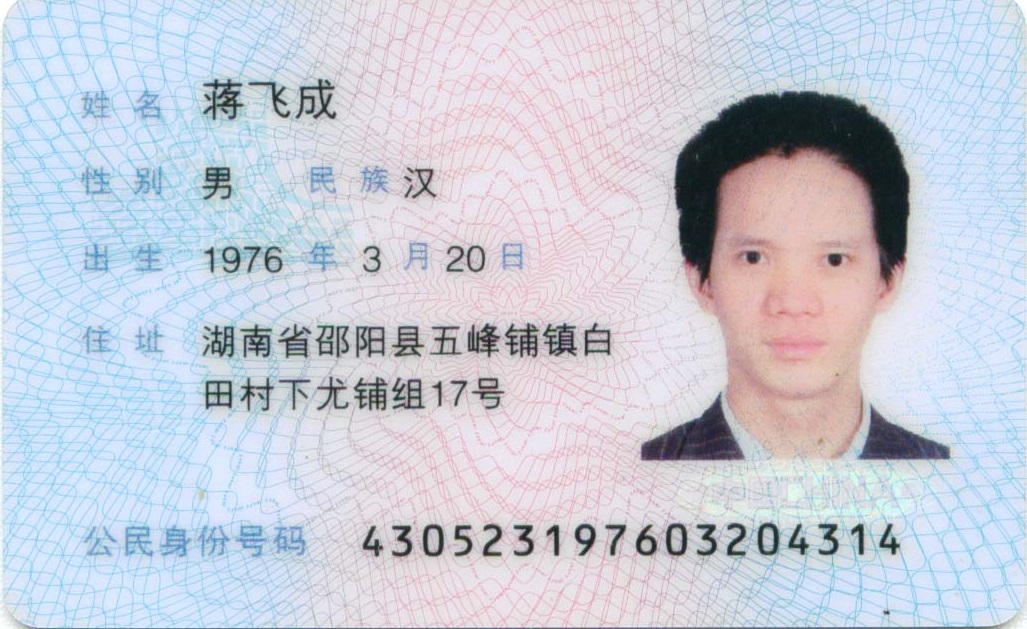 姓名 蒋飞成
性别 男 民族 汉
出生 1976 年 3 月 20 日
住址 湖南省邵阳县五峰铺镇白
田村下尤铺组17号
公民身份号码 430523197603204314